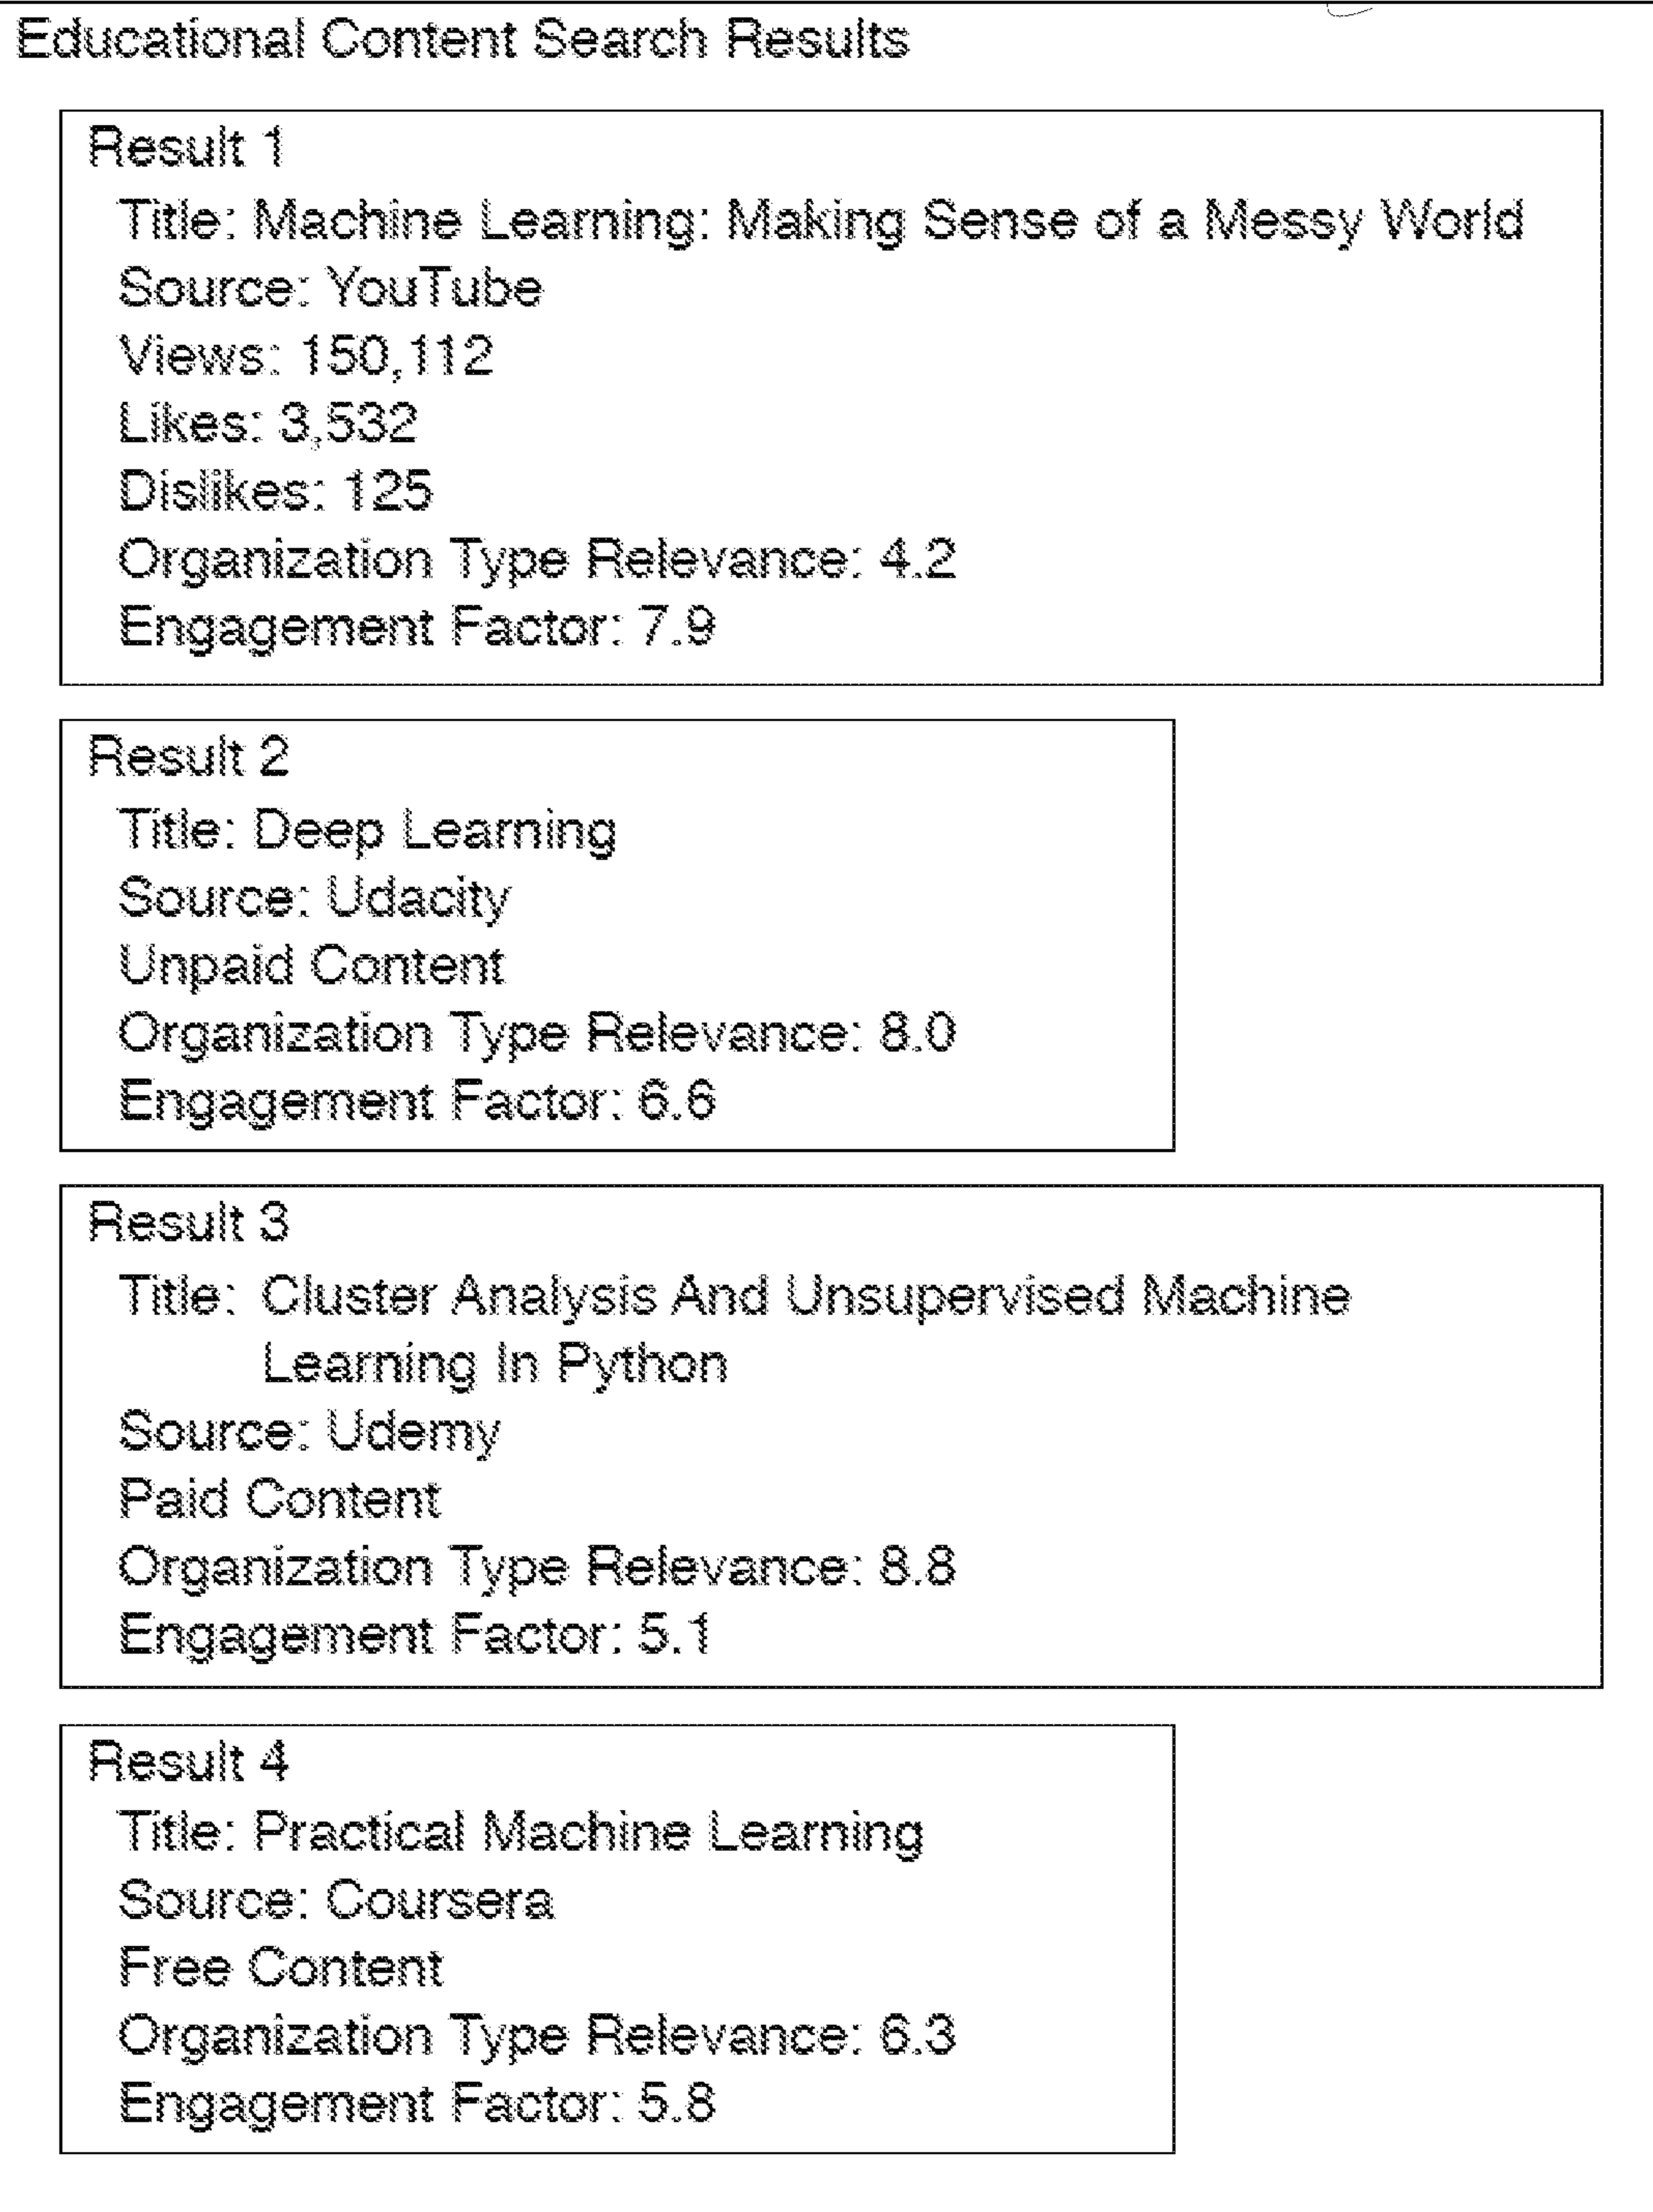 Educational Content Search Results
Result 1
Title: Machine Learning: Making Sense of a Messy World
Source: YouTube
Views: 150,112
Likes: 3,532
Dislikes: 125
Organization Type Relevance: 4.2
Engagement Factor: 7.9
Result 2
Title: Deep Learning
Source: Udacity
Unpaid Content
Organization Type Relevance: 8.0
Engagement Factor: 6.6
Result 3
Title: Cluster Analysis And Unsupervised Machine
Learning In Python
Source: Udemy
Paid Content
Organization Type Relevance: 8.8
Engagement Factor: 5.1
Result 4
Title: Practical Machine Learning
Source: Coursera
Free Content
Organization Type Relevance: 6.3
Engagement Factor: 5.8